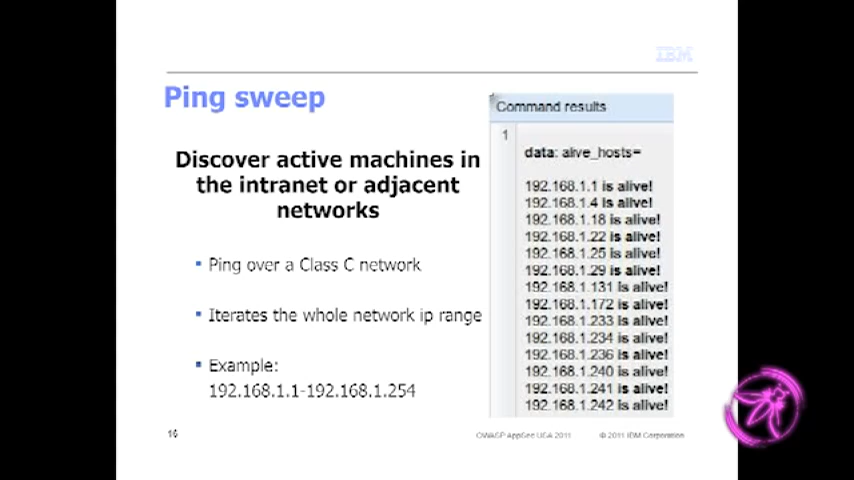 IBM
Ping sweep
Discover active machines in
the intranet or adjacent
networks
▪ Ping over a Class C network
▪ Iterates the whole network ip range
▪ Example:
192.168.1.1-192.168.1.254
Command results
1
data: alive_hosts=
192.168.1.1 is alive!
192.168.1.4 is alive!
192.168.1.18 is alive!
192.168.1.22 is alive!
192.168.1.25 is alive!
192.168.1.29 is alive!
192.168.1.131 is alive!
192.168.1.172 is alive!
192.168.1.233 is alive!
192.168.1.234 is alive!
192.168.1.236 is alive!
192.168.1.240 is alive!
192.168.1.241 is alive!
192.168.1.242 is alive!
16
OWASP AppSec USA 2011
© 2011 IBM Corporation